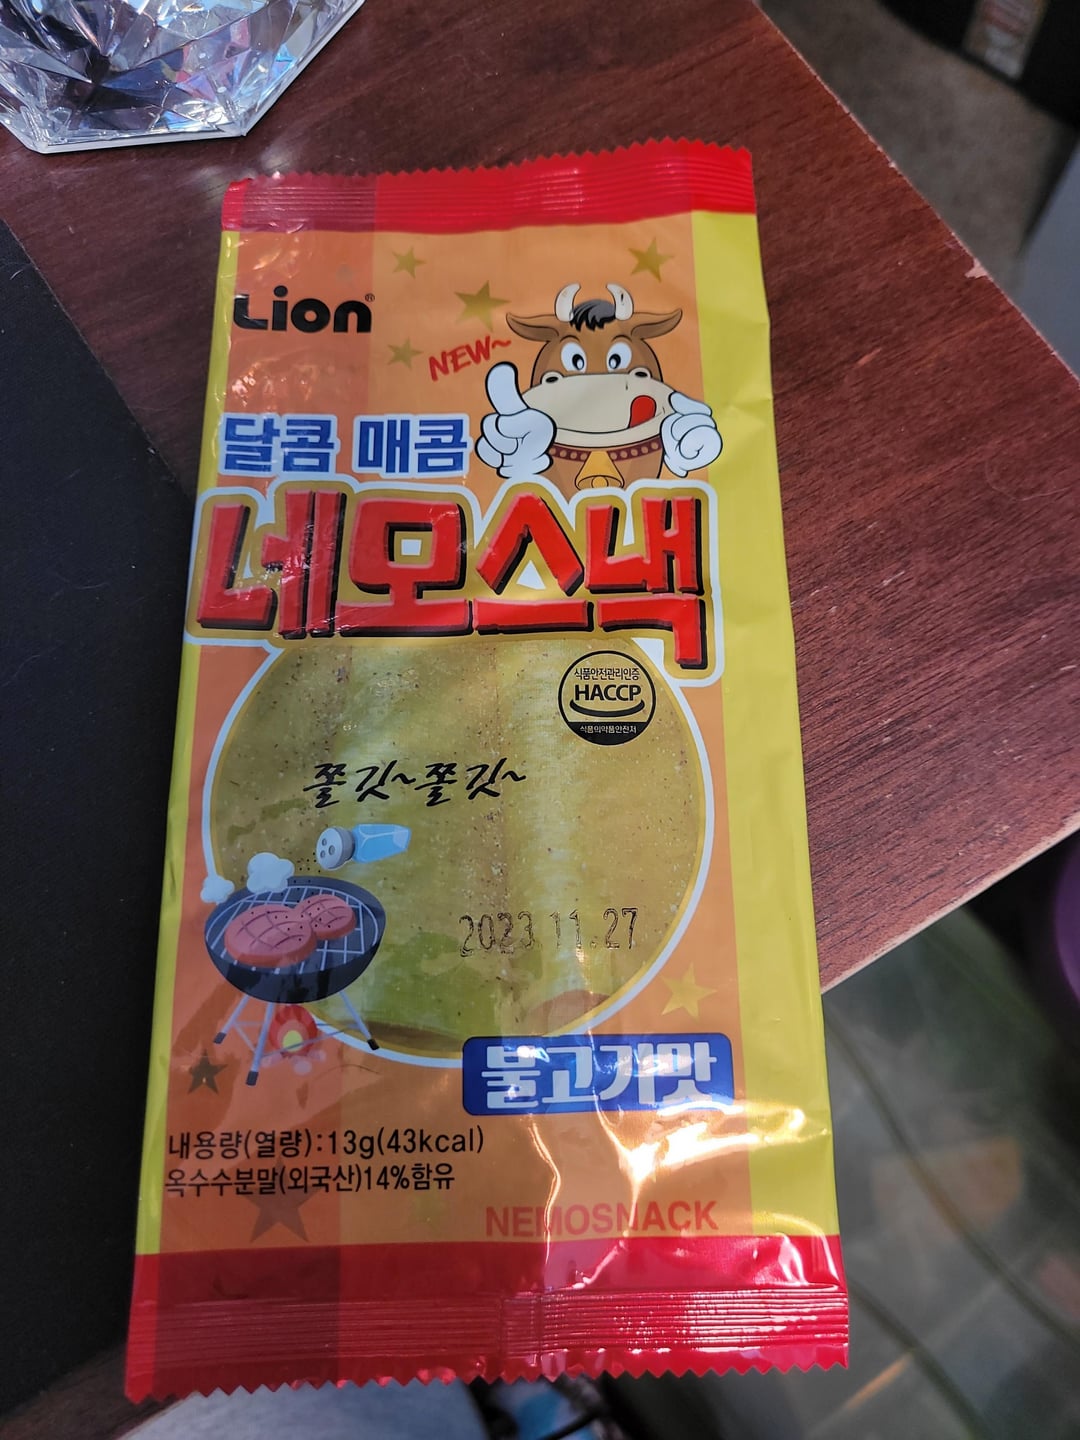 Lion®
NEW~
달콤 매콤
네모스낵
식품안전관리인증
HACCP
식품의약품안전처
쫄깃~쫄깃~
2023 11.27
불고기맛
내용량(열량):13g(43kcal)
옥수수분말(외국산)14%함유
NEMOSNACK